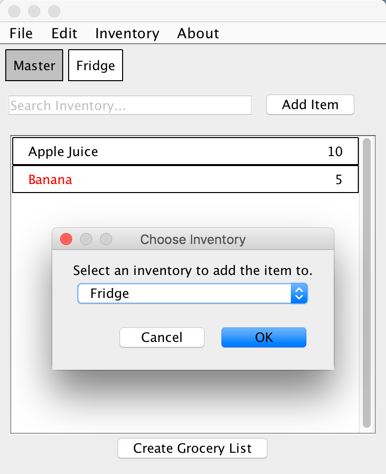 File Edit Inventory About
Master Fridge
Search Inventory... Add Item
Apple Juice 10
Banana 5
Choose Inventory
Select an inventory to add the item to.
Fridge
Cancel OK
Create Grocery List